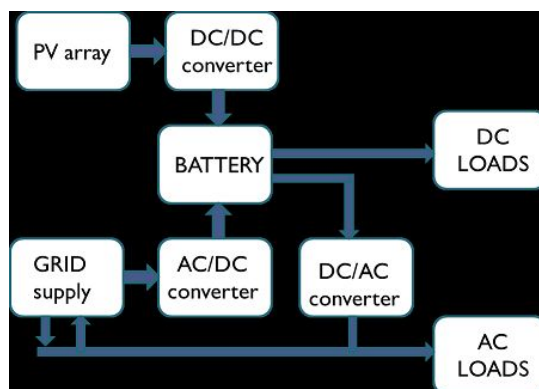 PV array
DC/DC
converter
BATTERY
DC
LOADS
GRID
supply
AC/DC
converter
DC/AC
converter
AC
LOADS